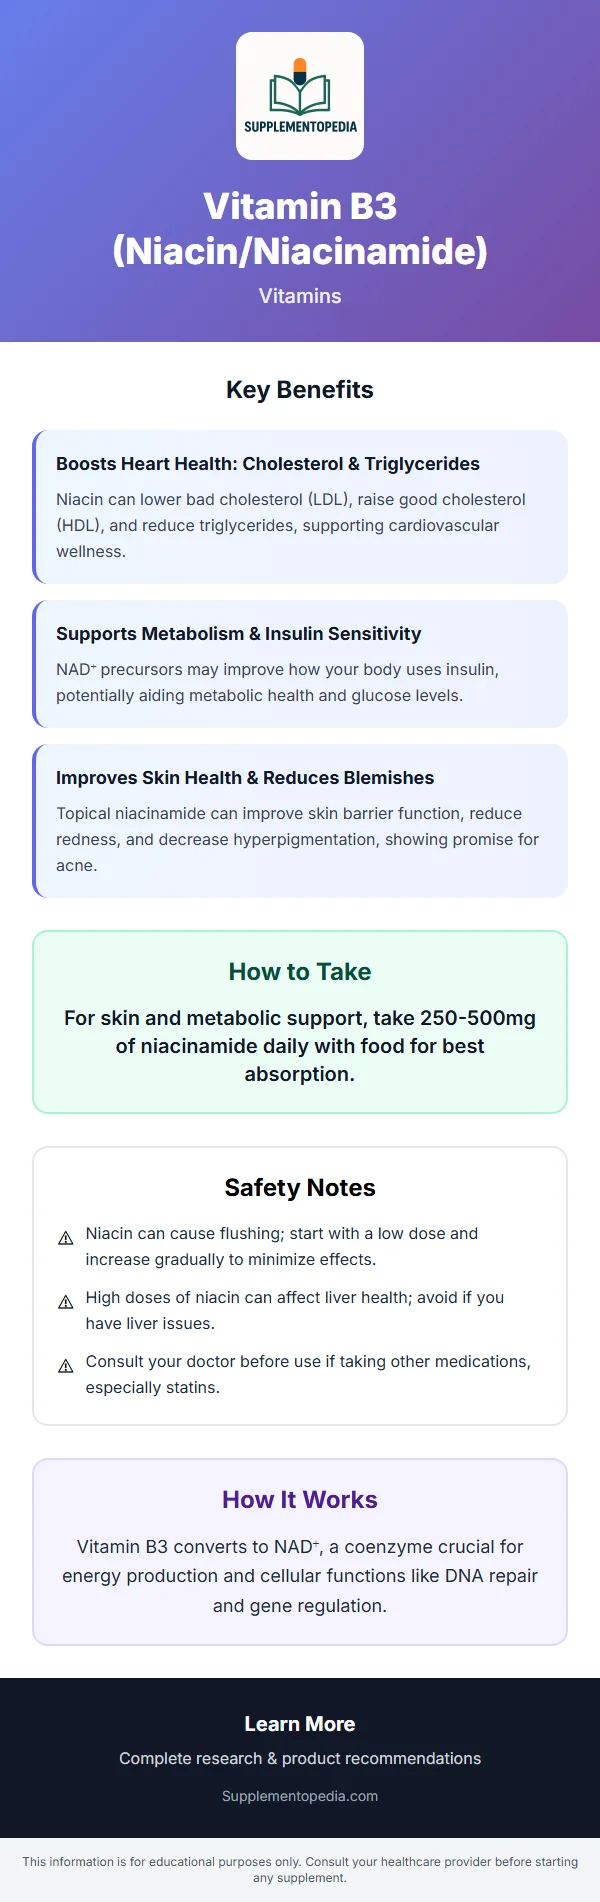 SUPPLEMENTOPEDIA
Vitamin B3
(Niacin/Niacinamide)
Vitamins
Key Benefits
Boosts Heart Health: Cholesterol & Triglycerides
Niacin can lower bad cholesterol (LDL), raise good cholesterol
(HDL), and reduce triglycerides, supporting cardiovascular
wellness.
Supports Metabolism & Insulin Sensitivity
NAD⁺ precursors may improve how your body uses insulin,
potentially aiding metabolic health and glucose levels.
Improves Skin Health & Reduces Blemishes
Topical niacinamide can improve skin barrier function, reduce
redness, and decrease hyperpigmentation, showing promise for
acne.
How to Take
For skin and metabolic support, take 250-500mg
of niacinamide daily with food for best
absorption.
Safety Notes
⚠ Niacin can cause flushing; start with a low dose and
increase gradually to minimize effects.
⚠ High doses of niacin can affect liver health; avoid if you
have liver issues.
⚠ Consult your doctor before use if taking other medications,
especially statins.
How It Works
Vitamin B3 converts to NAD⁺, a coenzyme crucial for
energy production and cellular functions like DNA repair
and gene regulation.
Learn More
Complete research & product recommendations
Supplementopedia.com
This information is for educational purposes only. Consult your healthcare provider before starting
any supplement.